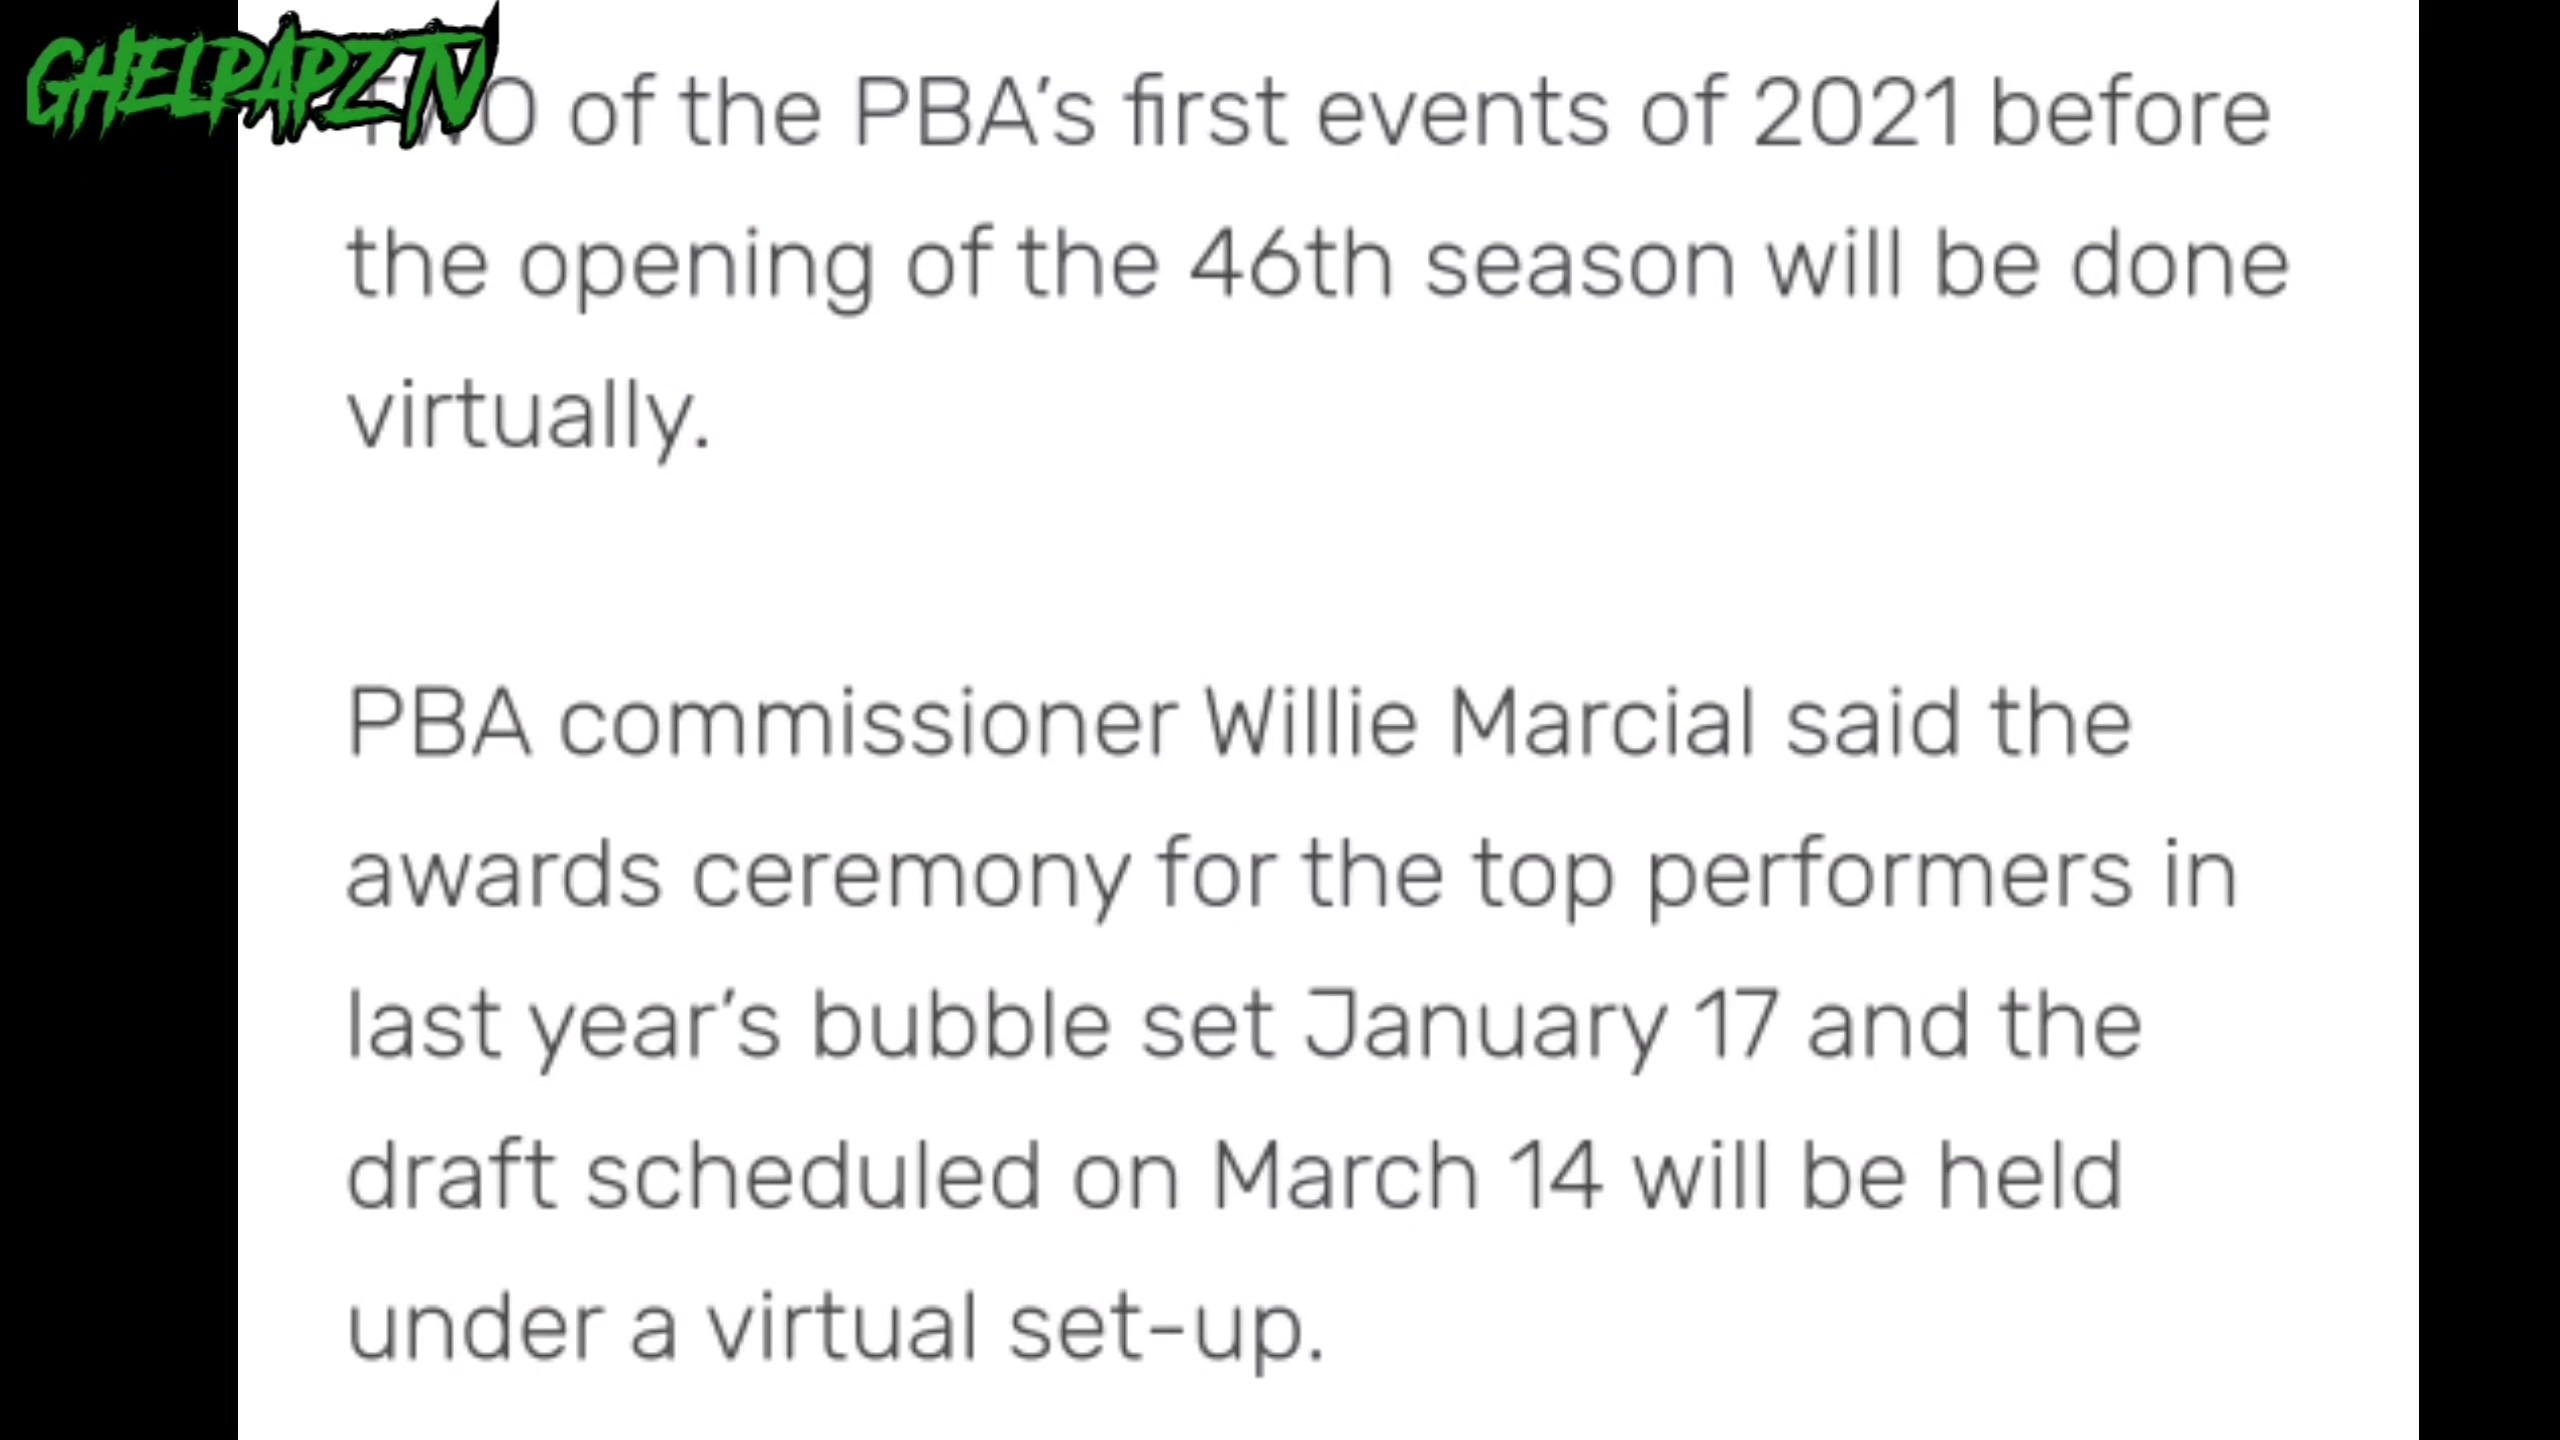 GHELPAPZ TV
TWO of the PBA’s first events of 2021 before
the opening of the 46th season will be done
virtually.
PBA commissioner Willie Marcial said the
awards ceremony for the top performers in
last year’s bubble set January 17 and the
draft scheduled on March 14 will be held
under a virtual set-up.